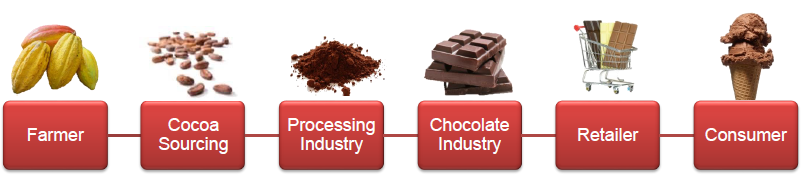 Farmer
Cocoa
Sourcing
Processing
Industry
Chocolate
Industry
Retailer
Consumer